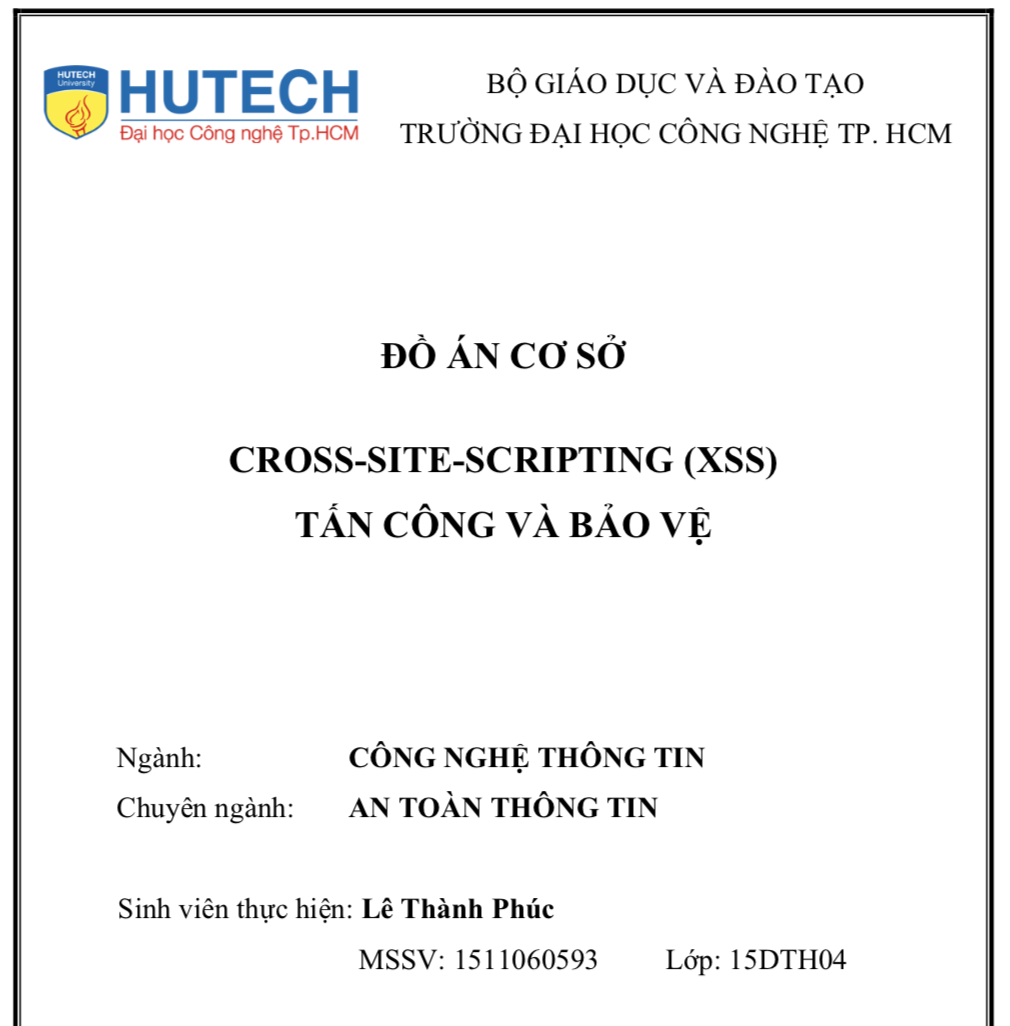 HUTECH
University
HUTECH
Đại học Công nghệ Tp.HCM
BỘ GIÁO DỤC VÀ ĐÀO TẠO
TRƯỜNG ĐẠI HỌC CÔNG NGHỆ TP. HCM
ĐỒ ÁN CƠ SỞ
CROSS-SITE-SCRIPTING (XSS)
TẤN CÔNG VÀ BẢO VỆ
Ngành: CÔNG NGHỆ THÔNG TIN
Chuyên ngành: AN TOÀN THÔNG TIN
Sinh viên thực hiện: Lê Thành Phúc
MSSV: 1511060593 Lớp: 15DTH04